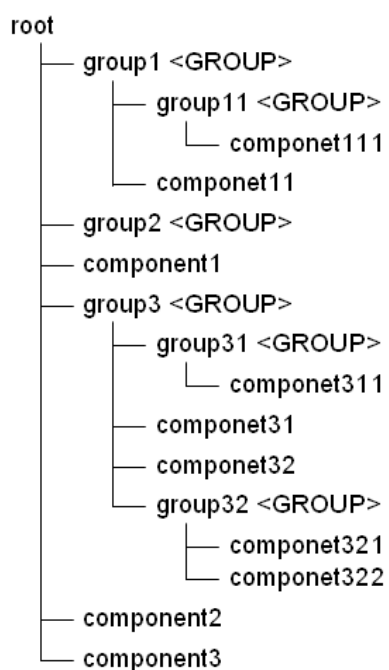 root
group1 <GROUP>
group11 <GROUP>
componet111
componet11
group2 <GROUP>
component1
group3 <GROUP>
group31 <GROUP>
componet311
componet31
componet32
group32 <GROUP>
componet321
componet322
component2
component3